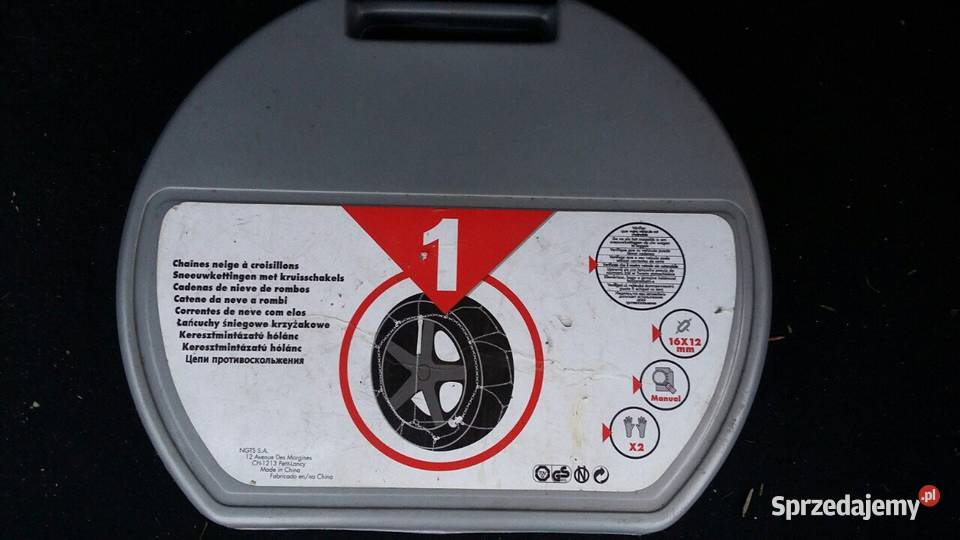 1
Chaînes neige à croisillons
Sneeuwkettingen met kruisschakels
Cadenas de nieve de rombos
Catene da neve a rombi
Correntes de neve com elos
Łańcuchy śniegowe krzyżakowe
Keresztmintázatú hólánc
Keresztmintázatú hólánc
Цепи противоскольжения
16X12
mm
Manuel
X2
NGTS S.A.
12 Avenue Des Morgines
CH-1213 Petit-Lancy
Made in China
Fabricado en/na China
Sprzedajemy.pl